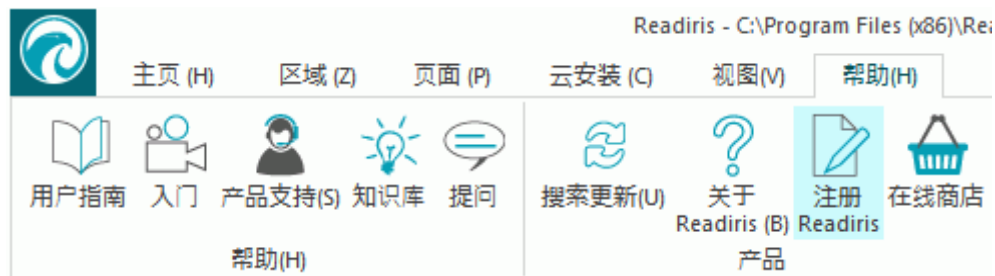 Readiris - C:\Program Files (x86)\Rea
主页 (H) 区域 (Z) 页面 (P) 云安装 (C) 视图(V) 帮助(H)
用户指南 入门 产品支持(S) 知识库 提问 搜索更新(U) 关于 注册 在线商店
Readiris (B) Readiris
帮助(H) 产品